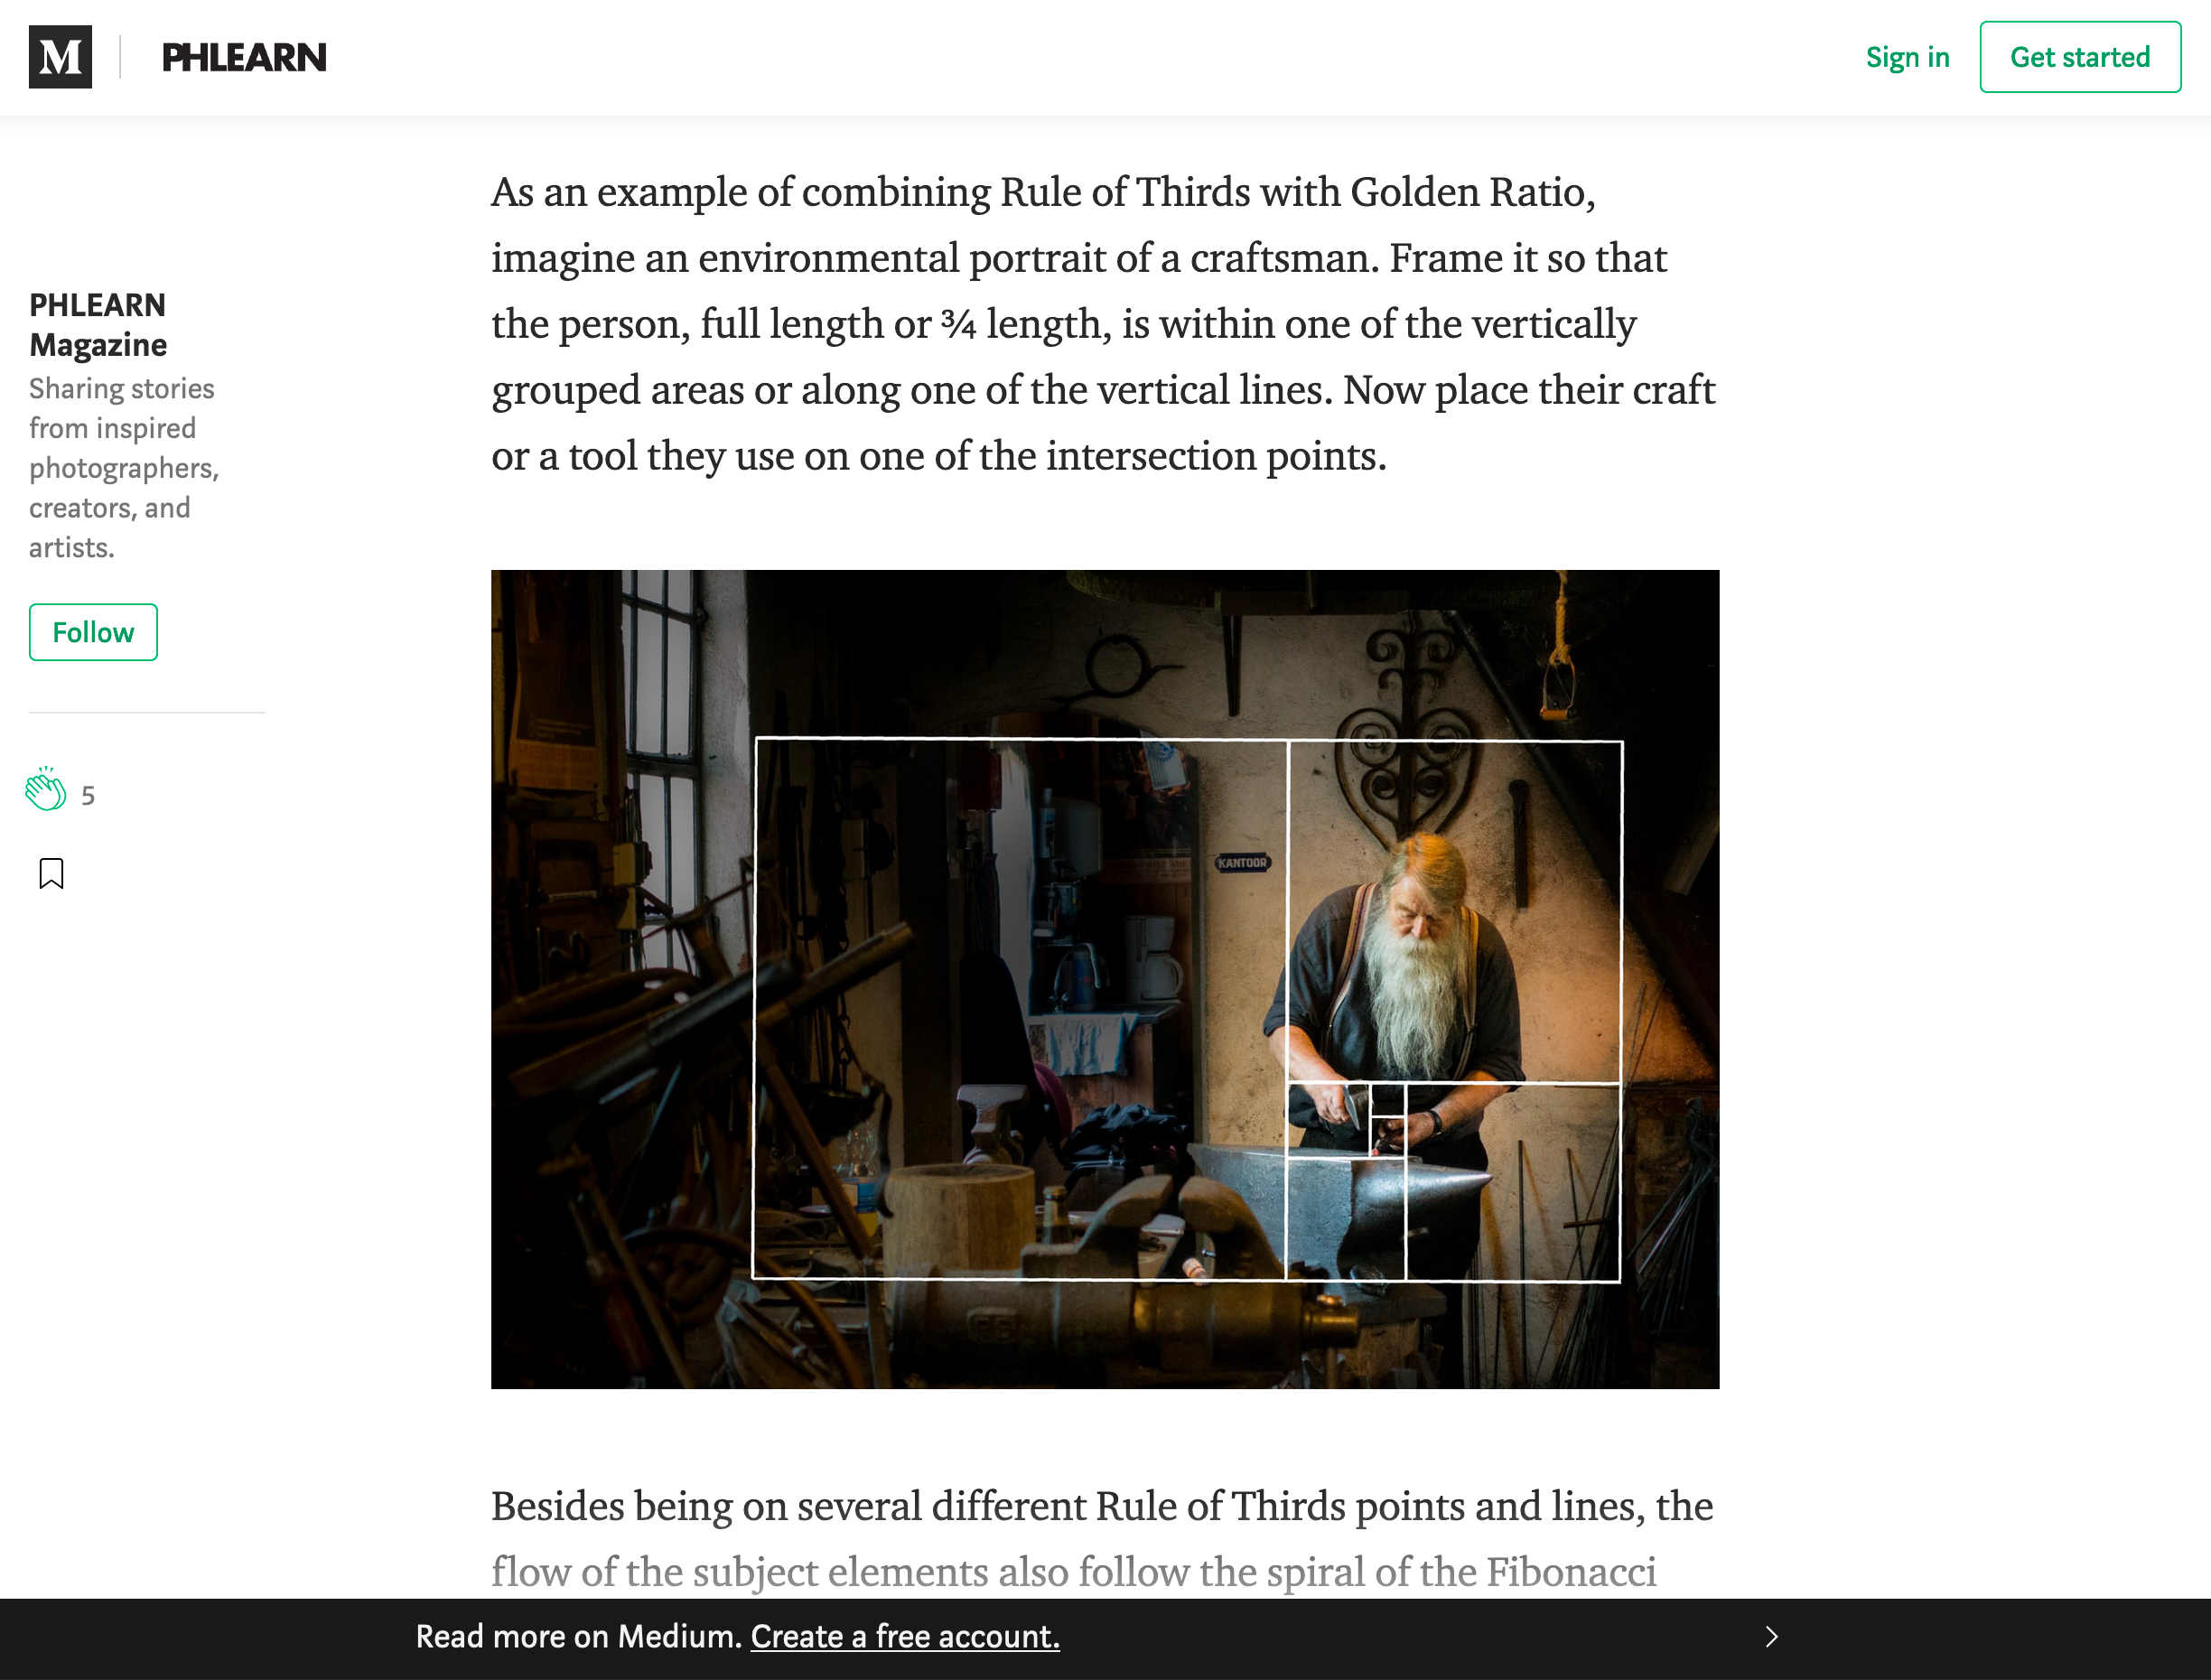 M
PHLEARN
Sign in
Get started
As an example of combining Rule of Thirds with Golden Ratio,
imagine an environmental portrait of a craftsman. Frame it so that
the person, full length or ¾ length, is within one of the vertically
grouped areas or along one of the vertical lines. Now place their craft
or a tool they use on one of the intersection points.
PHLEARN
Magazine
Sharing stories
from inspired
photographers,
creators, and
artists.
Follow
5
KANTOOR
Besides being on several different Rule of Thirds points and lines, the
flow of the subject elements also follow the spiral of the Fibonacci
Read more on Medium. Create a free account.